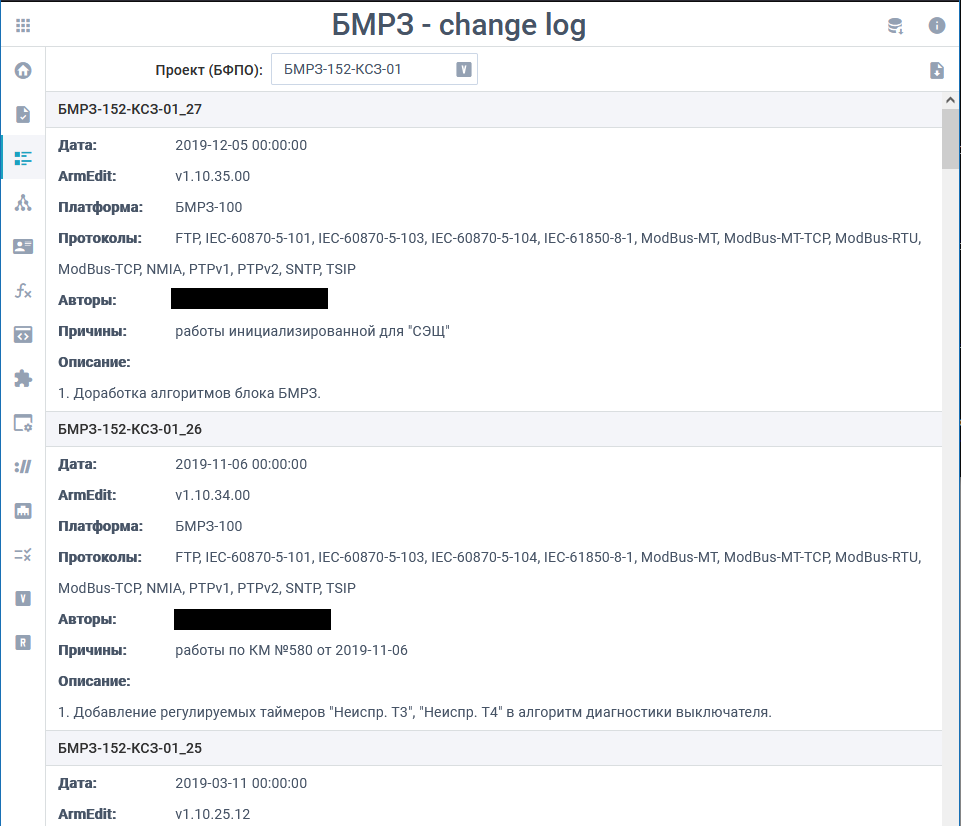 БМРЗ - change log
Проект (БФПО): БМРЗ-152-КСЗ-01 V
БМРЗ-152-КСЗ-01_27
Дата: 2019-12-05 00:00:00
ArmEdit: v1.10.35.00
Платформа: БМРЗ-100
Протоколы: FTP, IEC-60870-5-101, IEC-60870-5-103, IEC-60870-5-104, IEC-61850-8-1, ModBus-MT, ModBus-MT-TCP, ModBus-RTU,
ModBus-TCP, NMIA, PTPv1, PTPv2, SNTP, TSIP
Авторы:
Причины: работы инициализированной для "СЭЩ"
Описание:
1. Доработка алгоритмов блока БМРЗ.
БМРЗ-152-КСЗ-01_26
Дата: 2019-11-06 00:00:00
ArmEdit: v1.10.34.00
Платформа: БМРЗ-100
Протоколы: FTP, IEC-60870-5-101, IEC-60870-5-103, IEC-60870-5-104, IEC-61850-8-1, ModBus-MT, ModBus-MT-TCP, ModBus-RTU,
ModBus-TCP, NMIA, PTPv1, PTPv2, SNTP, TSIP
Авторы:
Причины: работы по КМ №580 от 2019-11-06
Описание:
1. Добавление регулируемых таймеров "Неиспр. Т3", "Неиспр. Т4" в алгоритм диагностики выключателя.
БМРЗ-152-КСЗ-01_25
Дата: 2019-03-11 00:00:00
ArmEdit: v1.10.25.12
fx
V
R